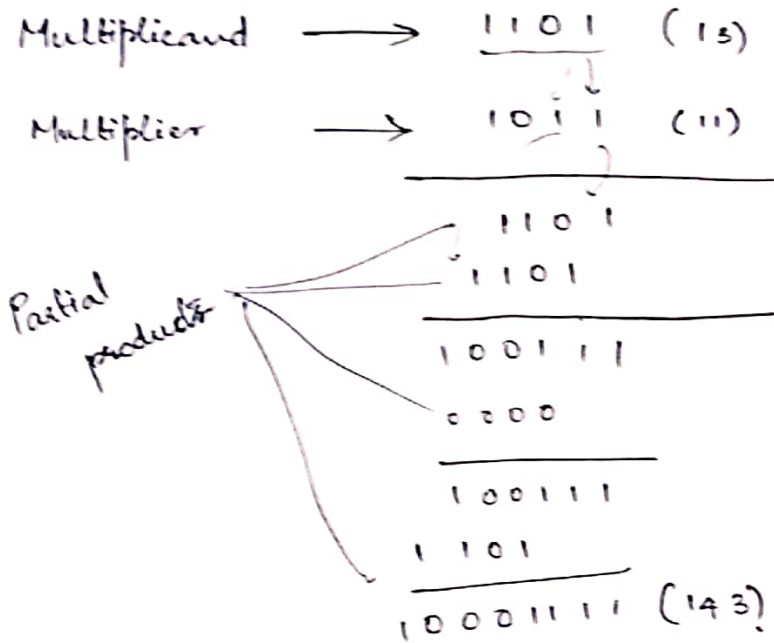 Multiplicand → 1101 (13)
Multiplier → 1011 (11)
1101
1101
Partial products
100111
0000
100111
1101
10001111 (143)